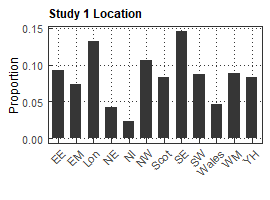 Study 1 Location
Proportion
0.15
0.10
0.05
0.00
EE
EM
Lon
NE
NI
NW
Scot
SE
SW
Wales
WM
YH